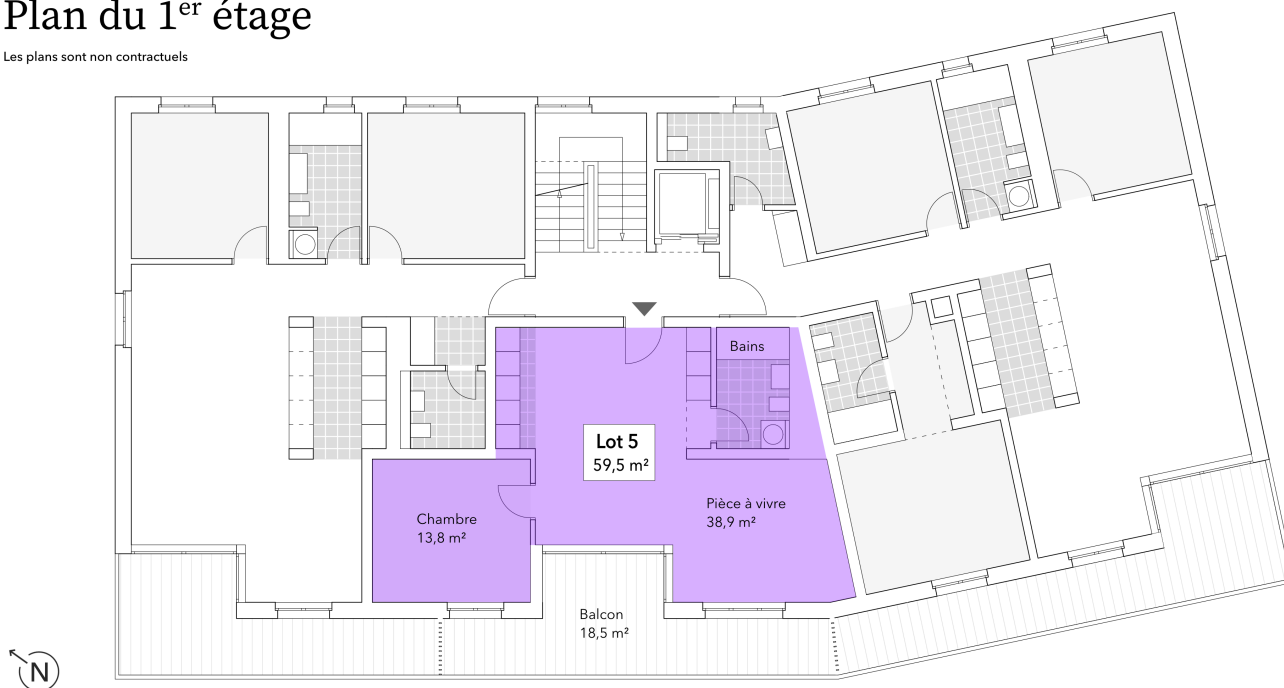 Plan du 1er étage
Les plans sont non contractuels
Bains
Lot 5
59,5 m²
Pièce à vivre
38,9 m²
Chambre
13,8 m²
Balcon
18,5 m²
N